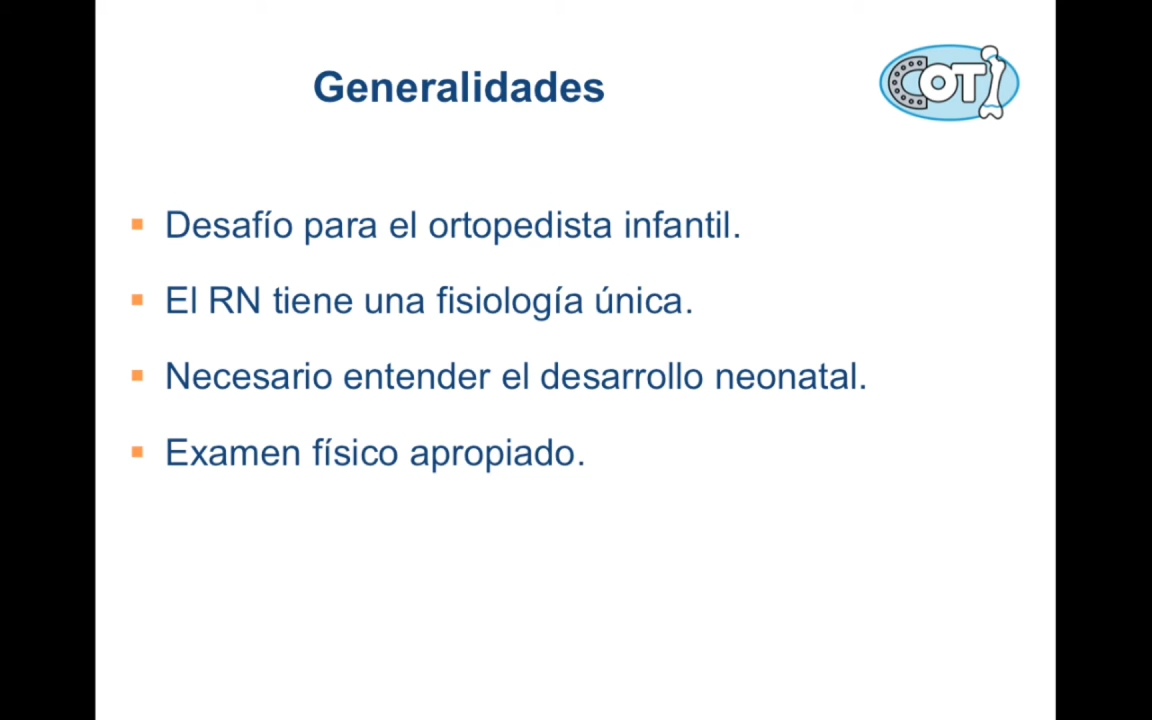 Generalidades
COTI
Desafío para el ortopedista infantil.
El RN tiene una fisiología única.
Necesario entender el desarrollo neonatal.
Examen físico apropiado.